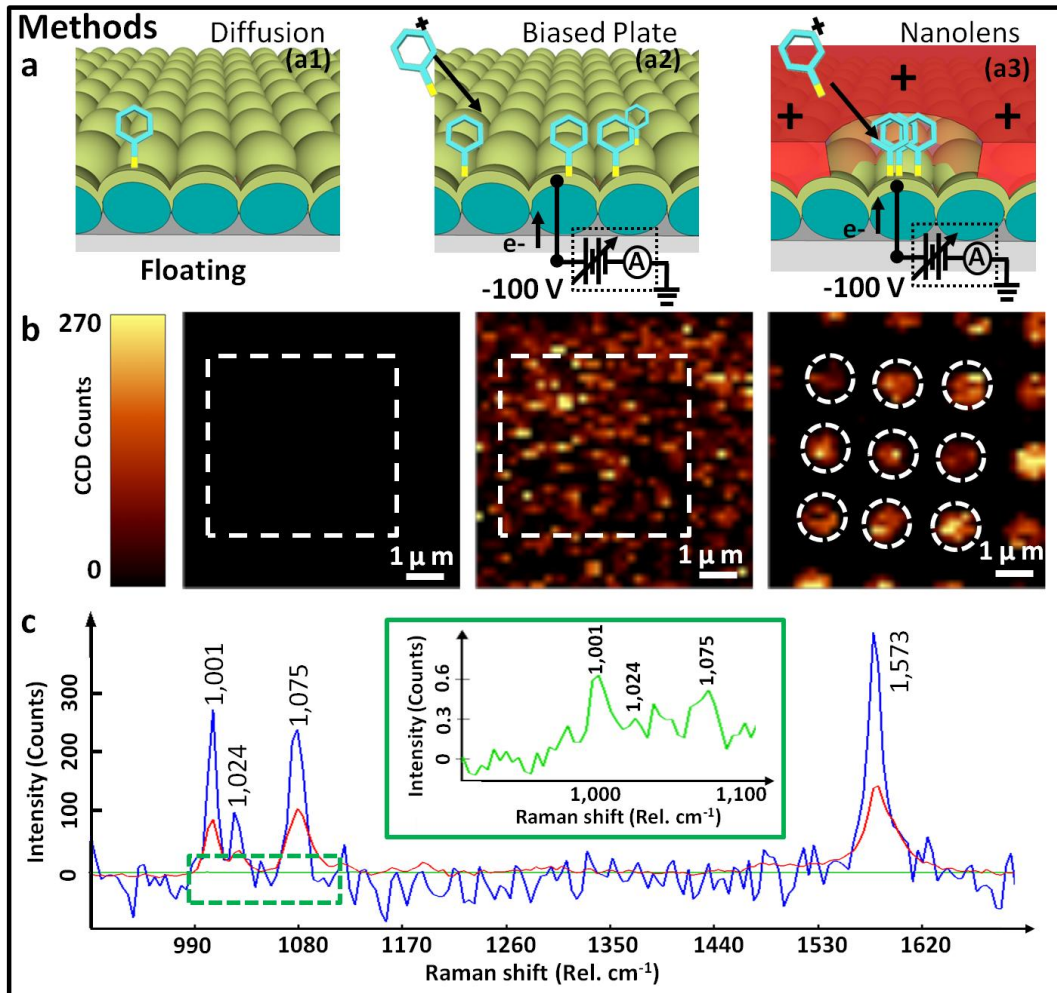 Methods
Diffusion
Biased Plate
Nanolens
a
(a1)
(a2)
(a3)
+
+
+
+
+
e-
A
e-
A
Floating
-100 V
-100 V
b
270
CCD Counts
0
1 μm
1 μm
1 μm
c
Intensity (Counts)
300
200
100
0
1,001
1,024
1,075
1,573
Intensity (Counts)
0.6
0.3
0
1,001
1,024
1,075
1,000
1,100
Raman shift (Rel. cm-1)
990
1080
1170
1260
1350
1440
1530
1620
Raman shift (Rel. cm-1)